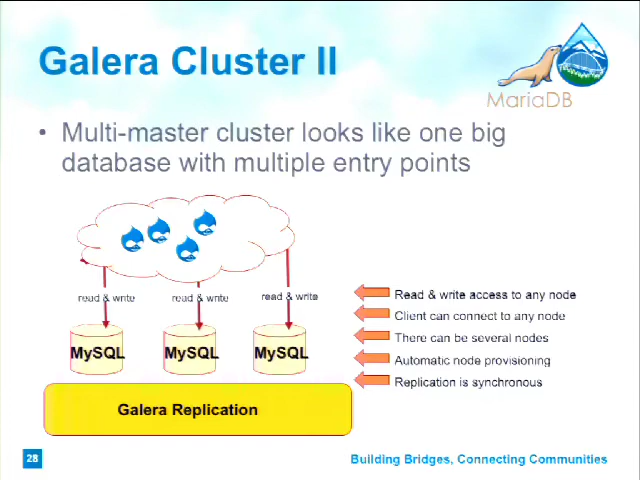 Galera Cluster II
MariaDB
• Multi-master cluster looks like one big
database with multiple entry points
read & write
read & write
read & write
MySQL
MySQL
MySQL
Galera Replication
Read & write access to any node
Client can connect to any node
There can be several nodes
Automatic node provisioning
Replication is synchronous
28
Building Bridges, Connecting Communities